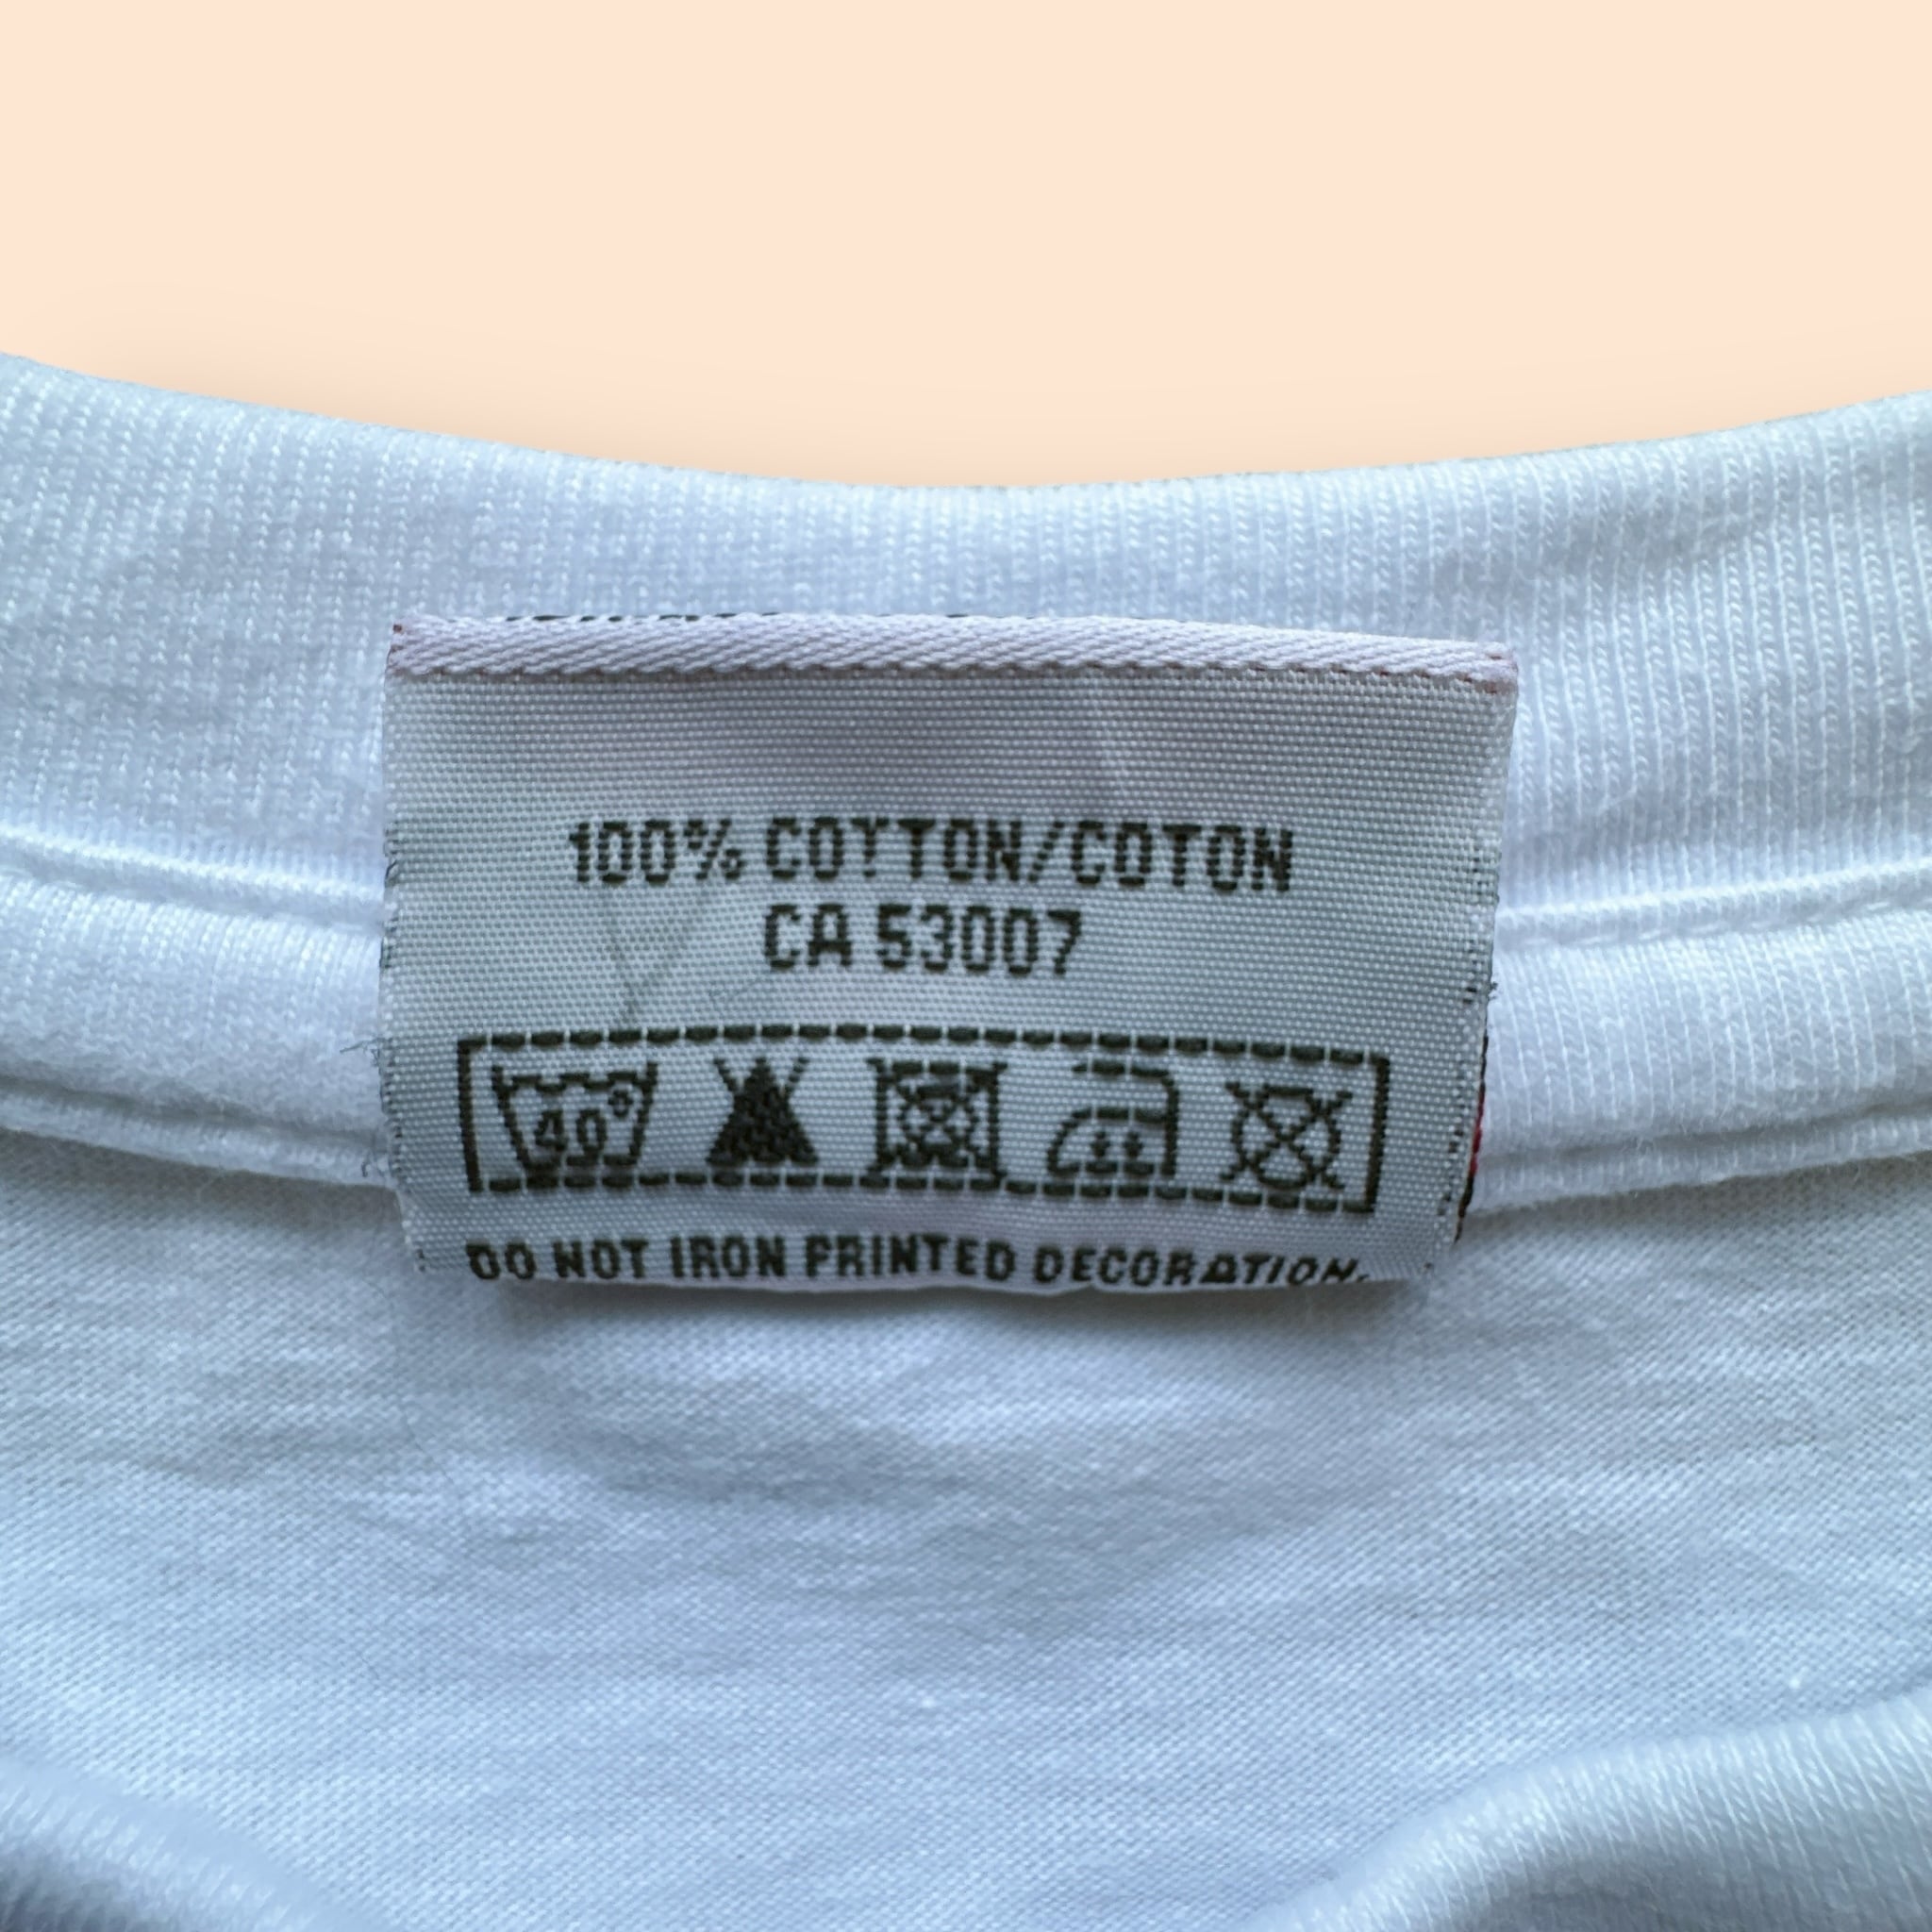 100% COTTON/COTON
CA 53007
40°
DO NOT IRON PRINTED DECORATION.